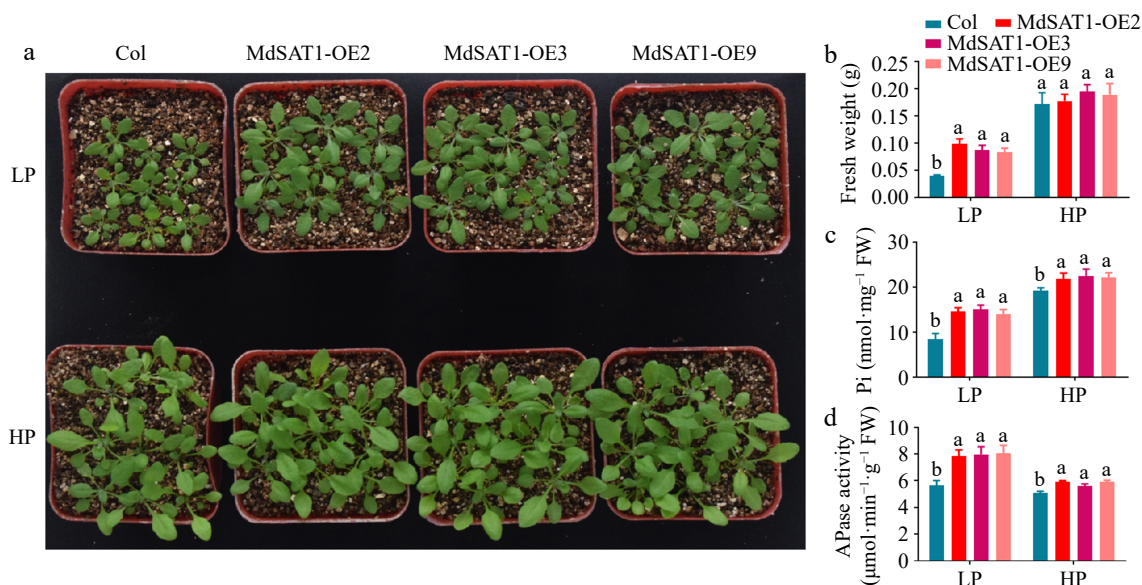 a
Col
MdSAT1-OE2
MdSAT1-OE3
MdSAT1-OE9
LP
HP
Col
MdSAT1-OE2
MdSAT1-OE3
MdSAT1-OE9
b
Fresh weight (g)
0.25
0.20
0.15
0.10
0.05
0.00
b a a a
a a a a
LP HP
c
Pi (nmol·mg⁻¹ FW)
30
20
10
0
b a a a
b a a a
LP HP
d
APase activity
(μmol·min⁻¹·g⁻¹ FW)
10
8
6
4
2
0
b a a a
b a a a
LP HP